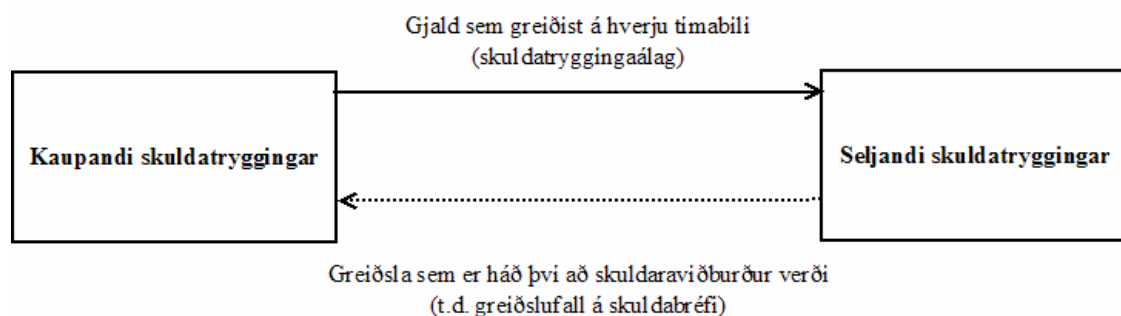 Gjald sem greiðist á hverju tímabili
(skuldatryggingaálag)
Kaupandi skuldatryggingar
Seljandi skuldatryggingar
Greiðsla sem er háð því að skuldaraviðburður verði
(t.d. greiðslufall á skuldabréfi)